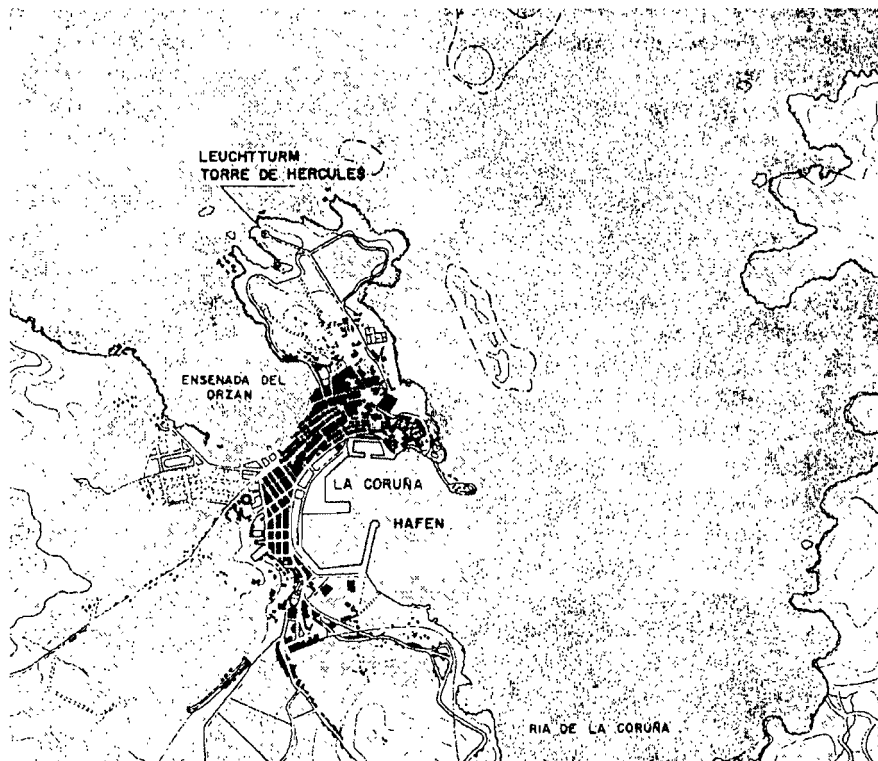 LEUCHTTURM
TORRE DE HERCULES
ENSENADA DEL
ORZAN
LA CORUÑA
HAFEN
RIA DE LA CORUÑA